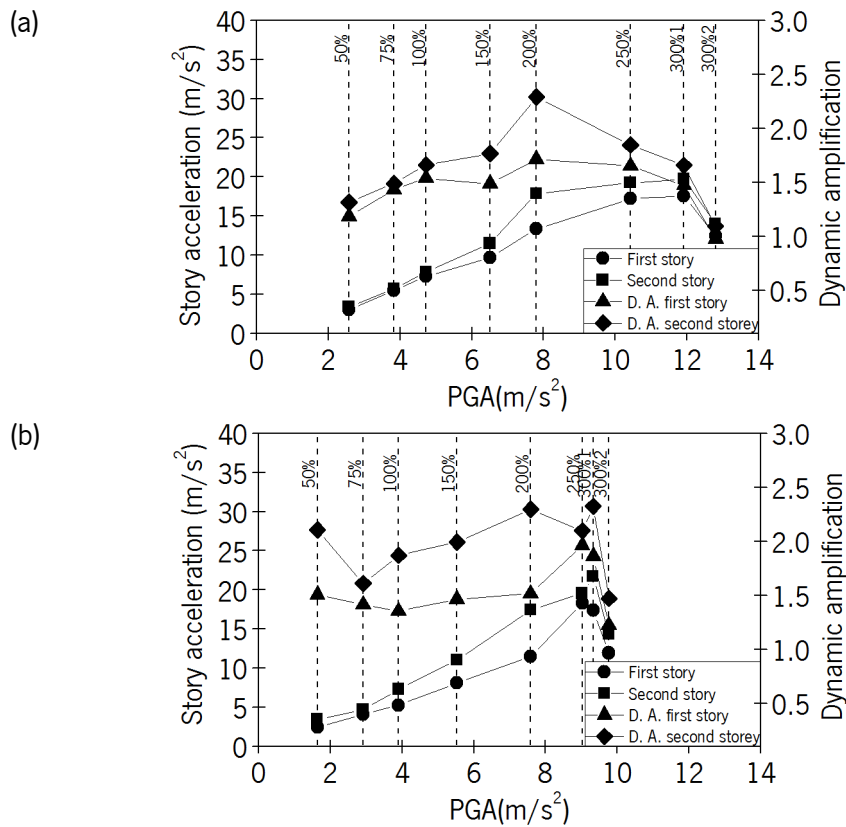 (a)
Story acceleration (m/s²)
40
35
30
25
20
15
10
5
0
50%
75%
100%
150%
200%
250%
300%1
300%2
3.0
2.5
2.0
1.5
1.0
0.5
Dynamic amplification
First story
Second story
D. A. first story
D. A. second storey
0 2 4 6 8 10 12 14
PGA(m/s²)
(b)
Story acceleration (m/s²)
40
35
30
25
20
15
10
5
0
50%
75%
100%
150%
200%
250%
300%1
300%2
3.0
2.5
2.0
1.5
1.0
0.5
Dynamic amplification
First story
Second story
D. A. first story
D. A. second storey
0 2 4 6 8 10 12 14
PGA(m/s²)